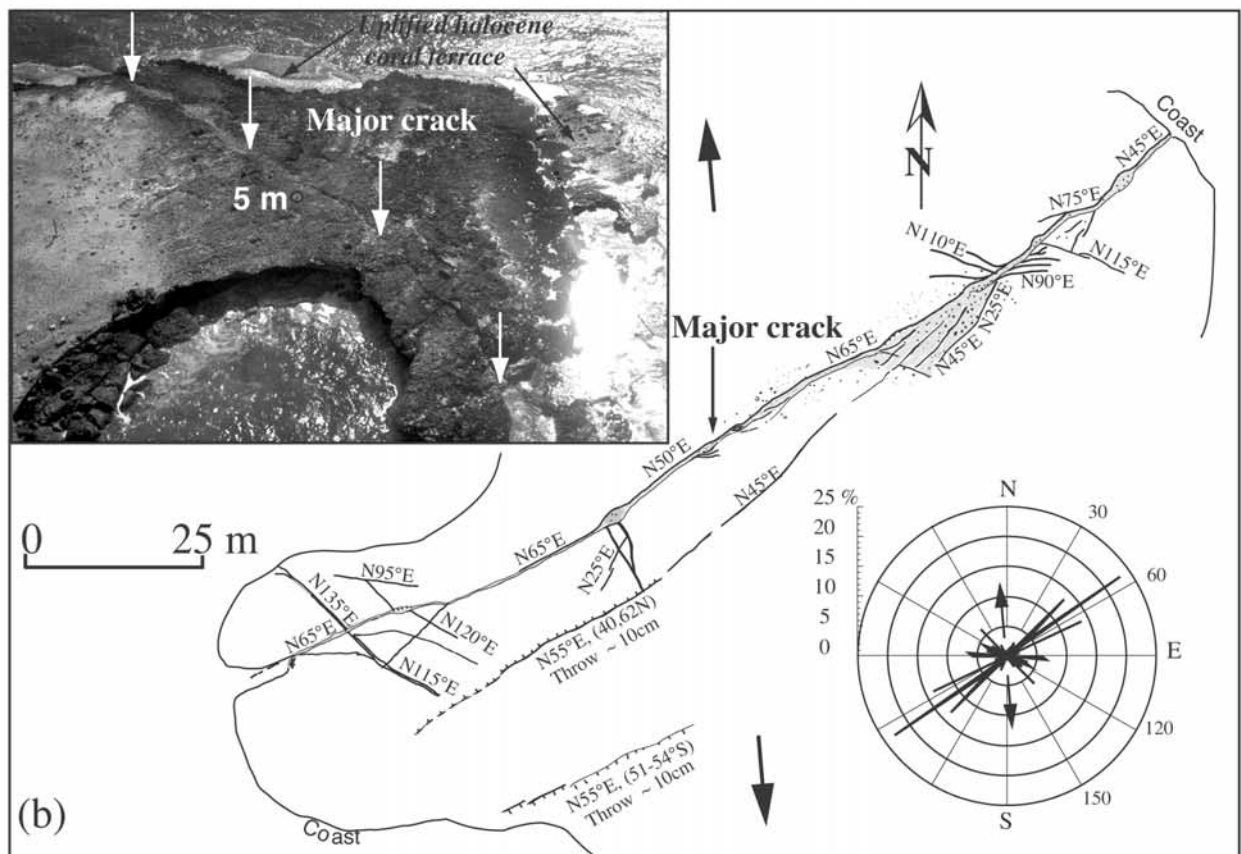 Uplifted holocene
coral terrace
Major crack
5 m
N
Coast
N45°E
N75°E
N110°E
N115°E
N90°E
N25°E
Major crack
N65°E
N45°E
N50°E
N45°E
0 25 m
N65°E
N25°E
N95°E
N135°E
N120°E
N65°E
N115°E
N55°E, (40,62N)
Throw ~ 10cm
N55°E, (51-54°S)
Throw ~ 10cm
25 %
20
15
10
5
0
N
30
60
E
120
150
S
(b)
Coast